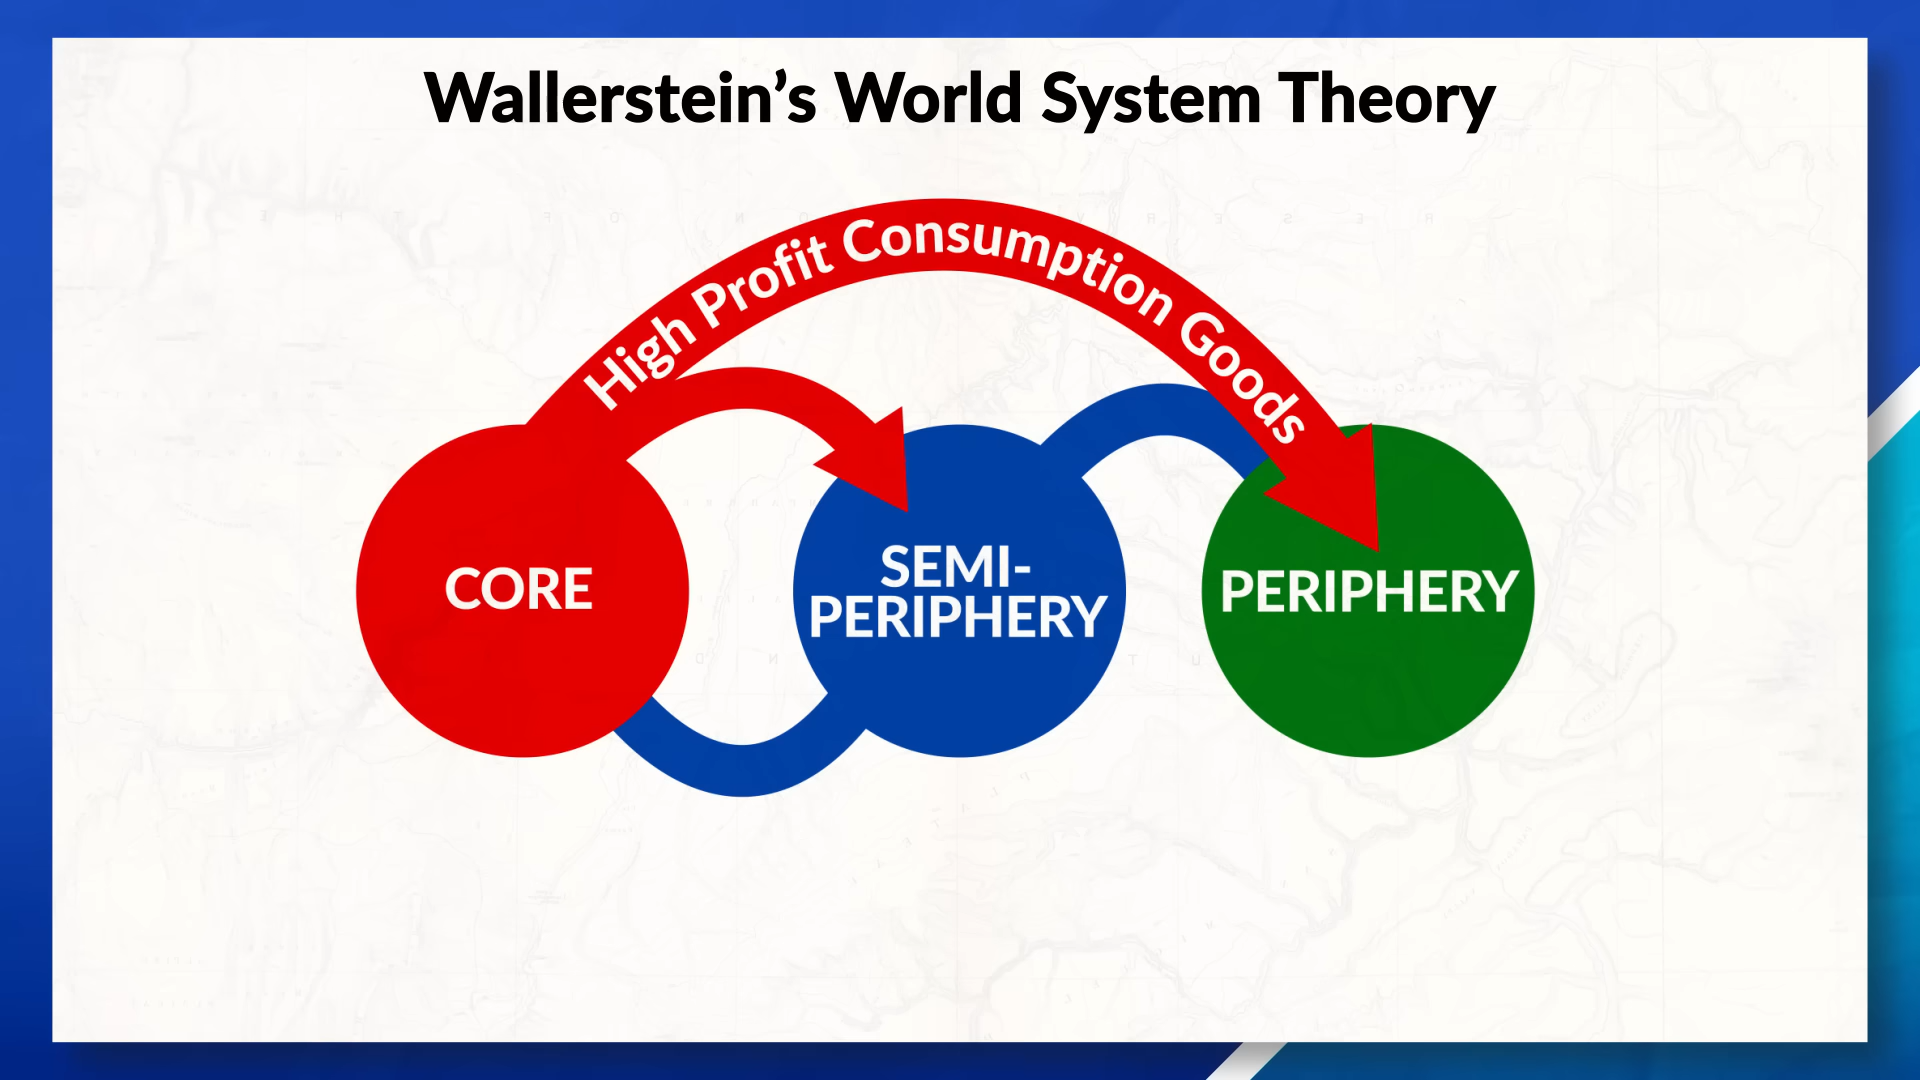 Wallerstein’s World System Theory
High Profit Consumption Goods
CORE
SEMI-
PERIPHERY
PERIPHERY